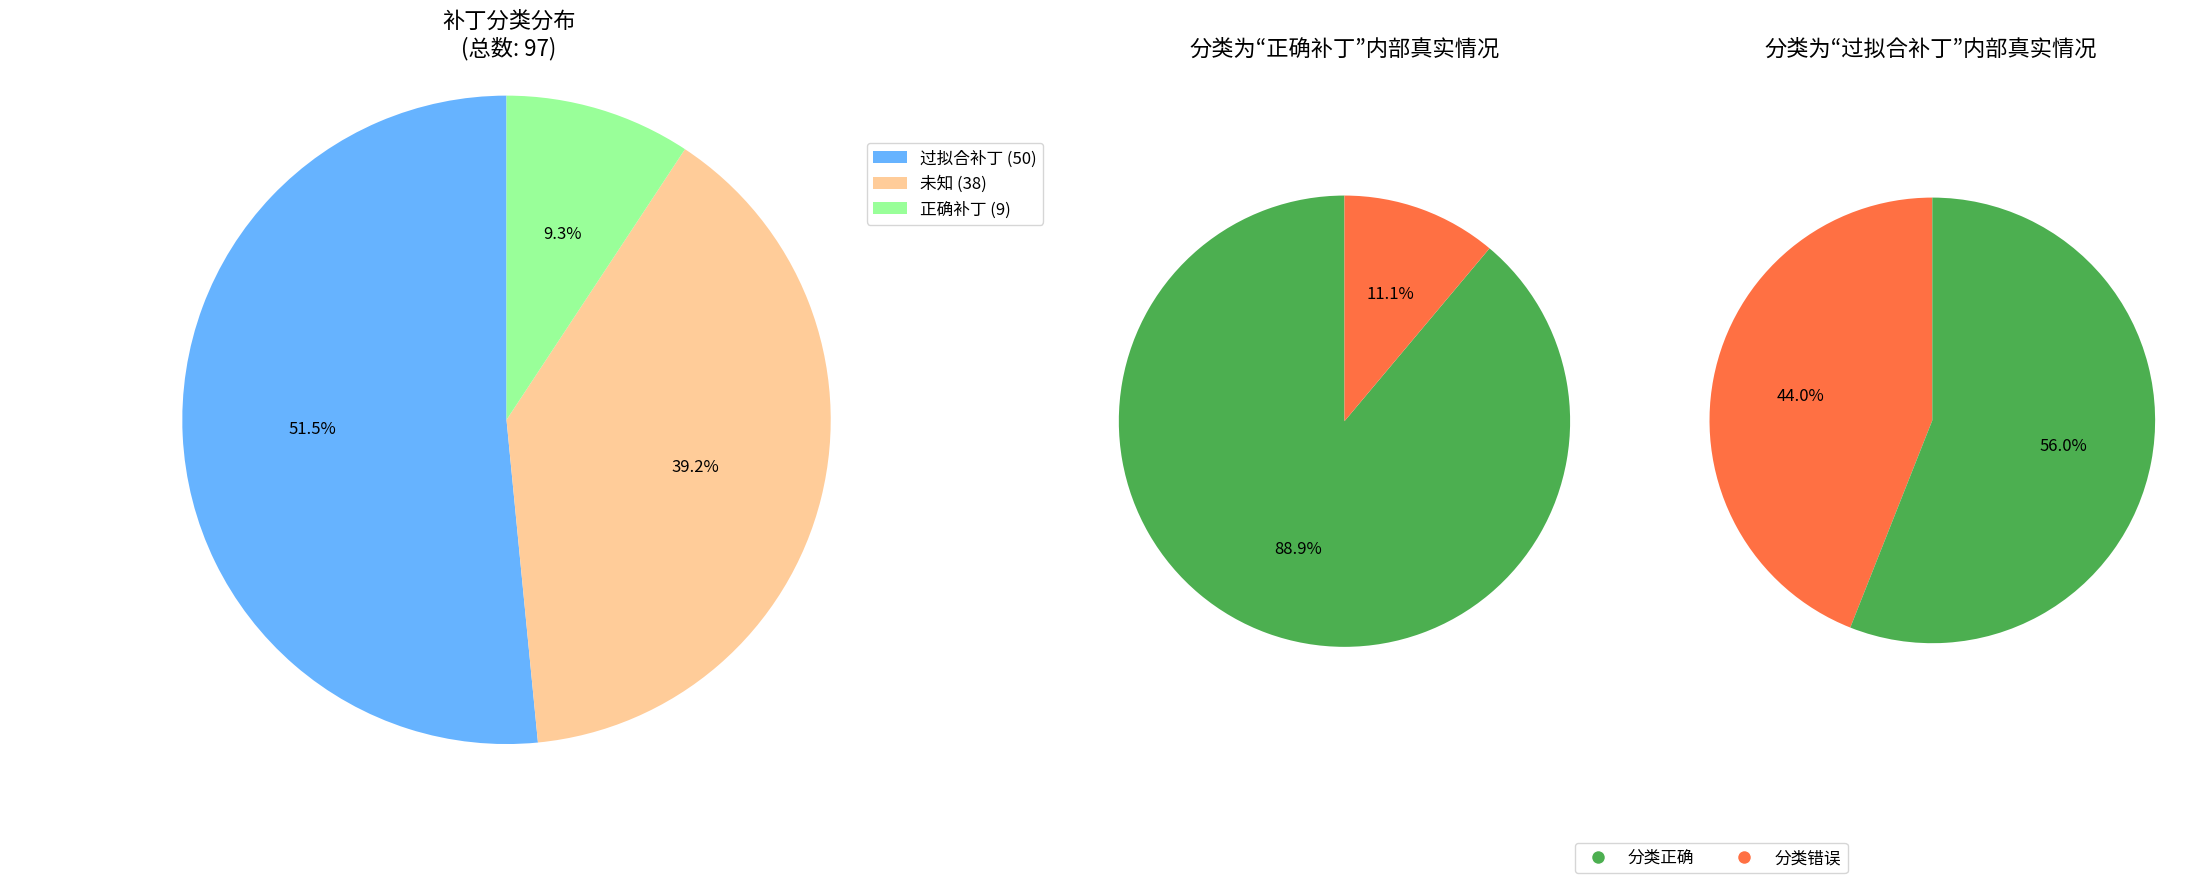 补丁分类分布
(总数: 97)
9.3%
39.2%
51.5%
过拟合补丁 (50)
未知 (38)
正确补丁 (9)
分类为“正确补丁”内部真实情况
11.1%
88.9%
分类为“过拟合补丁”内部真实情况
44.0%
56.0%
分类正确
分类错误